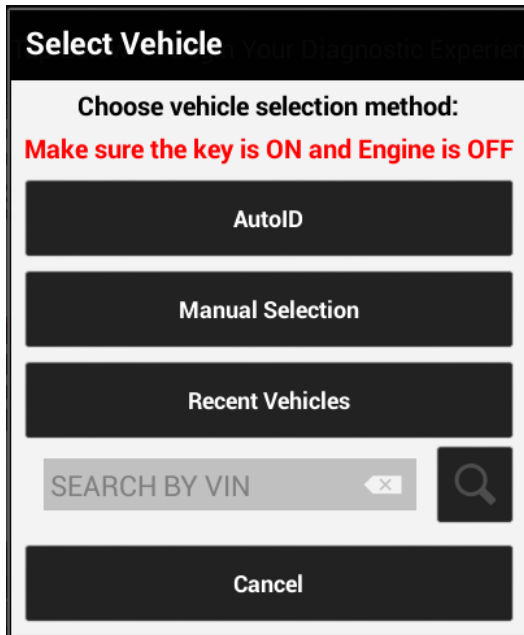 Select Vehicle
Choose vehicle selection method:
Make sure the key is ON and Engine is OFF
AutoID
Manual Selection
Recent Vehicles
SEARCH BY VIN
Cancel